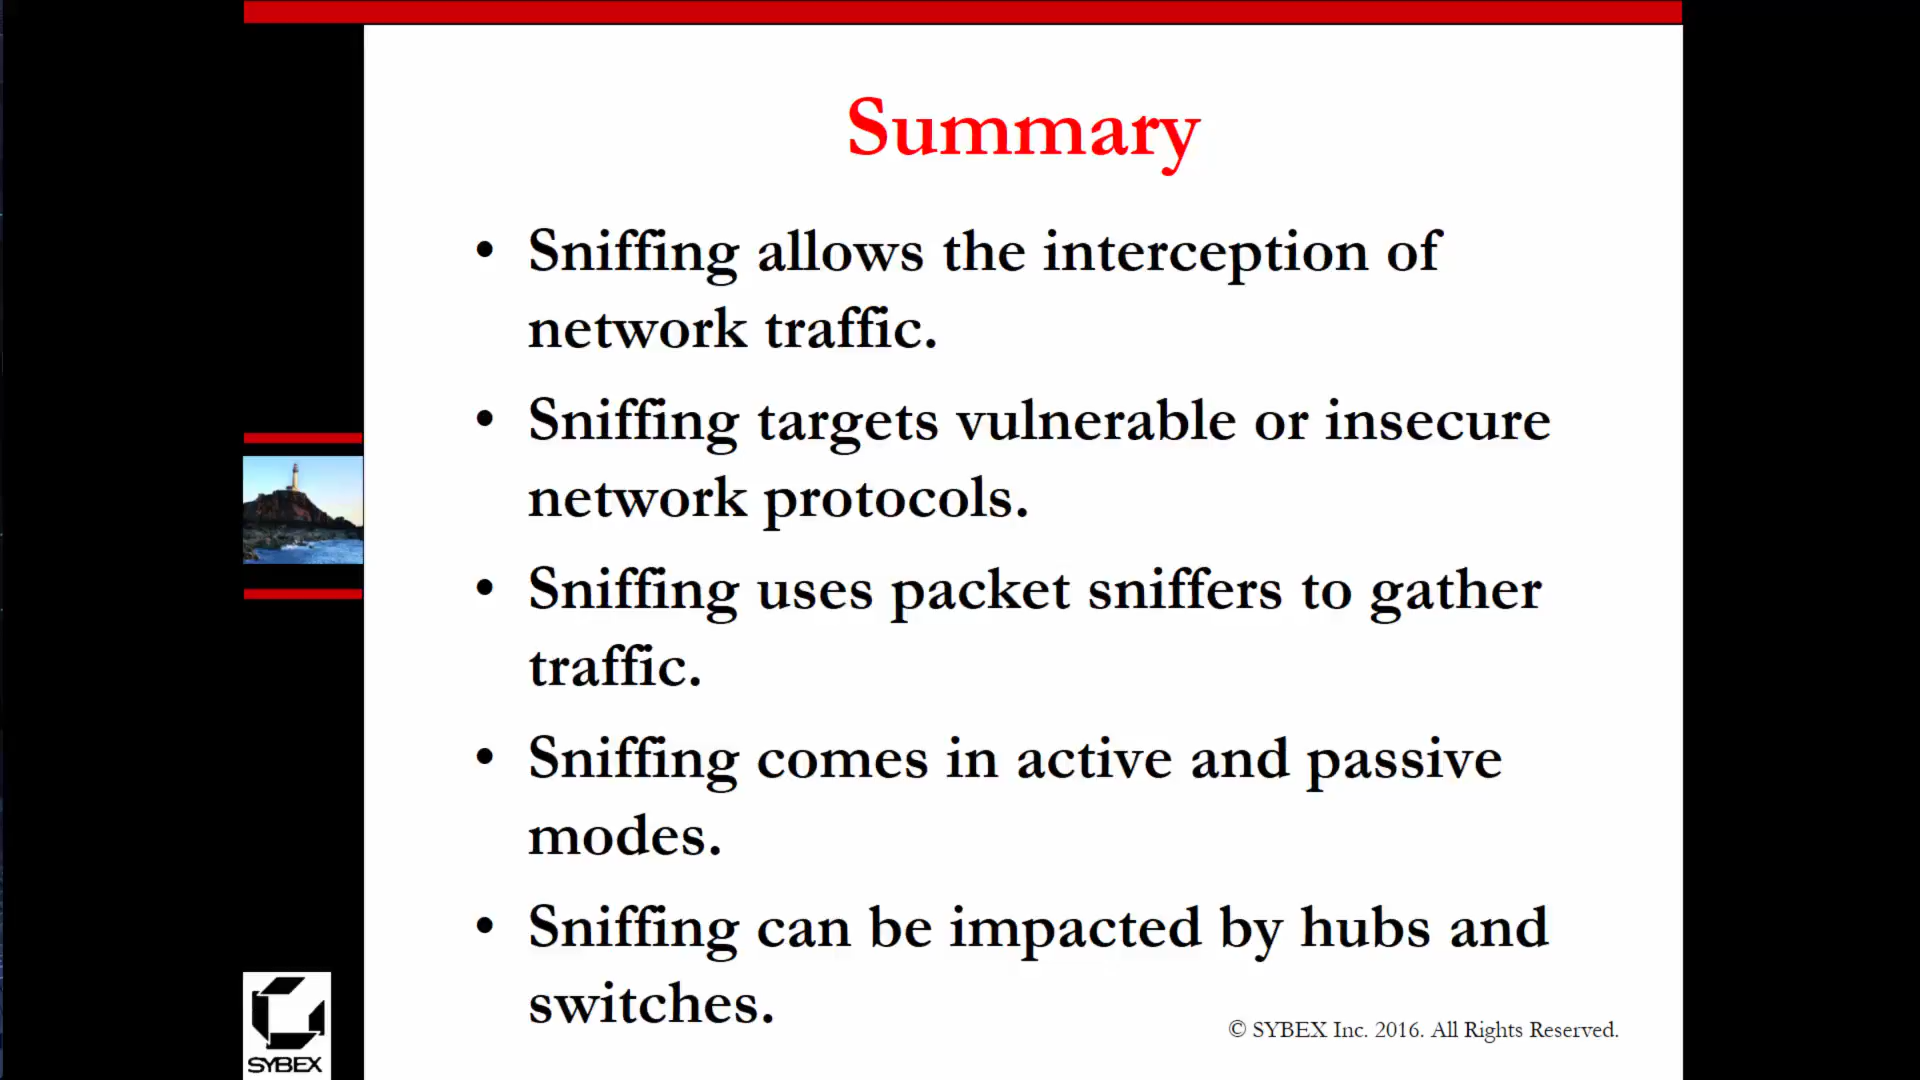 Summary
• Sniffing allows the interception of
network traffic.
• Sniffing targets vulnerable or insecure
network protocols.
• Sniffing uses packet sniffers to gather
traffic.
• Sniffing comes in active and passive
modes.
• Sniffing can be impacted by hubs and
switches.
© SYBEX Inc. 2016. All Rights Reserved.
SYBEX